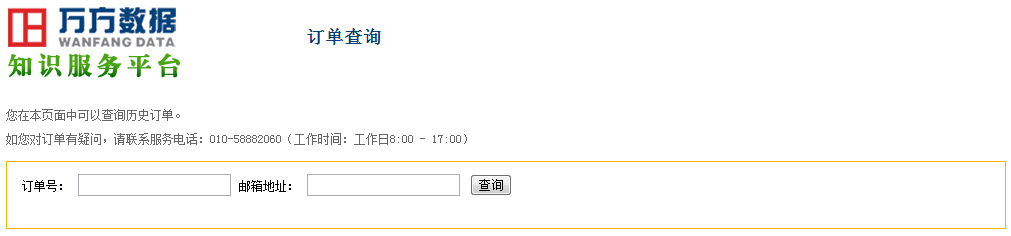 万方数据
WANFANG DATA
知识服务平台
订单查询
您在本页面中可以查询历史订单。
如您对订单有疑问，请联系服务电话：010-58882060（工作时间：工作日8:00 - 17:00）
订单号： 邮箱地址： 查询